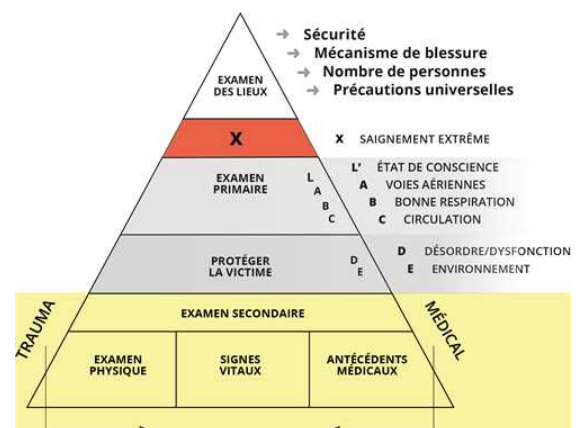 ➔ Sécurité
➔ Mécanisme de blessure
➔ Nombre de personnes
➔ Précautions universelles
EXAMEN
DES LIEUX
X
X SAIGNEMENT EXTRÊME
EXAMEN
PRIMAIRE
L
A
B
C
L' ÉTAT DE CONSCIENCE
A VOIES AÉRIENNES
B BONNE RESPIRATION
C CIRCULATION
PROTÉGER
LA VICTIME
D
E
D DÉSORDRE/DYSFONCTION
E ENVIRONNEMENT
TRAUMA
EXAMEN SECONDAIRE
MÉDICAL
EXAMEN
PHYSIQUE
SIGNES
VITAUX
ANTÉCÉDENTS
MÉDICAUX